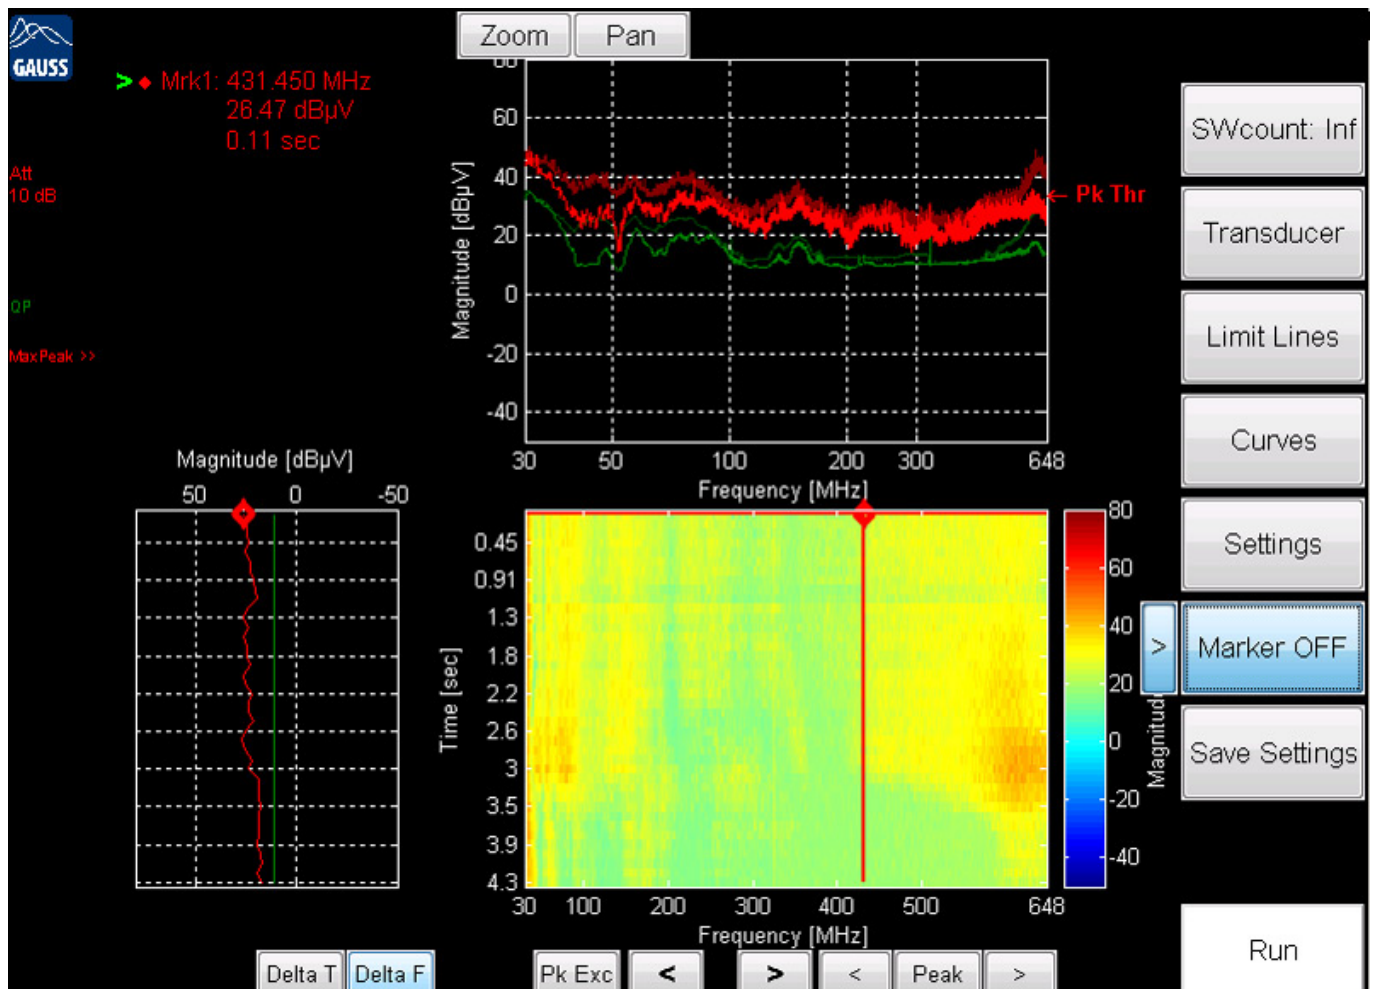 GAUSS
Zoom
Pan
> Mrk1: 431.450 MHz
26.47 dBµV
0.11 sec
Att
10 dB
QP
MaxPeak >>
60
40
20
0
-20
-40
Magnitude [dBµV]
← Pk Thr
30 50 100 200 300 648
Frequency [MHz]
Magnitude [dBµV]
50 0 -50
0.45
0.91
1.3
1.8
2.2
2.6
3
3.5
3.9
4.3
Time [sec]
30 100 200 300 400 500 648
Frequency [MHz]
80
60
40
20
0
-20
-40
SWcount: Inf
Transducer
Limit Lines
Curves
Settings
>
Marker OFF
Save Settings
Run
Delta T
Delta F
Pk Exc
<
>
<
Peak
>